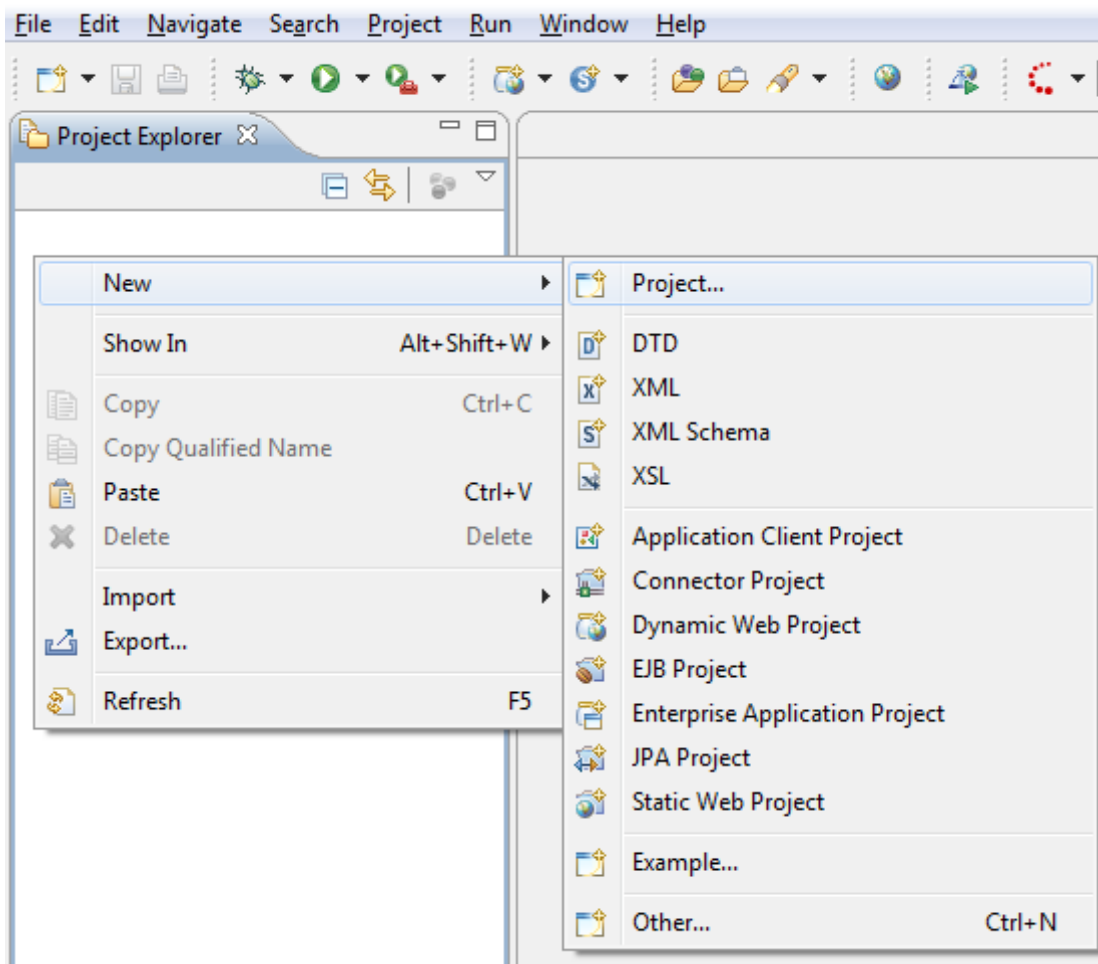 File Edit Navigate Search Project Run Window Help
Project Explorer
New
Show In Alt+Shift+W
Copy Ctrl+C
Copy Qualified Name
Paste Ctrl+V
Delete Delete
Import
Export...
Refresh F5
Project...
DTD
XML
XML Schema
XSL
Application Client Project
Connector Project
Dynamic Web Project
EJB Project
Enterprise Application Project
JPA Project
Static Web Project
Example...
Other... Ctrl+N